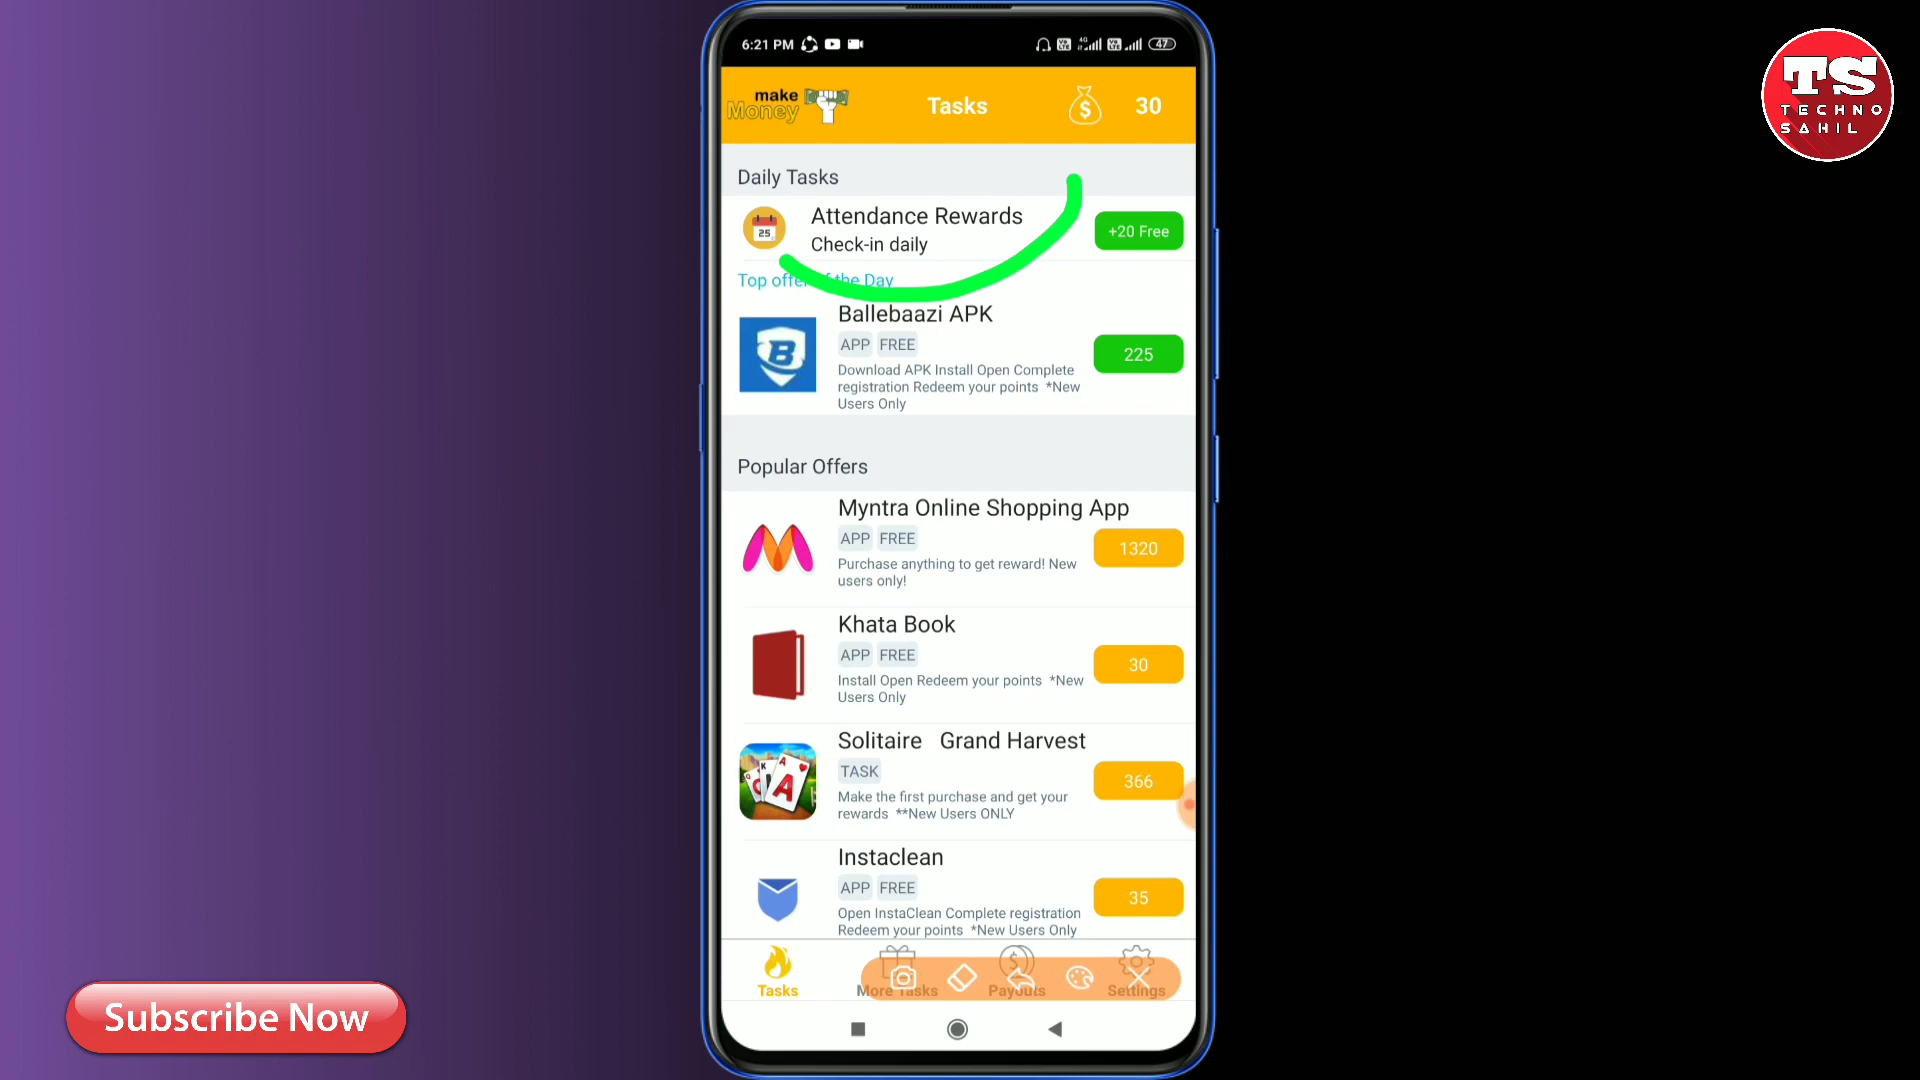 6:21 PM
4G
47
TS
TECHNO
SAHIL
make
Money
Tasks
30
Daily Tasks
25
Attendance Rewards
Check-in daily
+20 Free
Top offer of the Day
Ballebaazi APK
APP FREE
Download APK Install Open Complete
registration Redeem your points *New
Users Only
225
B
Popular Offers
Myntra Online Shopping App
APP FREE
Purchase anything to get reward! New
users only!
1320
Khata Book
APP FREE
Install Open Redeem your points *New
Users Only
30
Solitaire Grand Harvest
TASK
Make the first purchase and get your
rewards **New Users ONLY
366
Instaclean
APP FREE
Open InstaClean Complete registration
Redeem your points *New Users Only
35
Tasks
More Tasks
Payouts
Settings
Subscribe Now